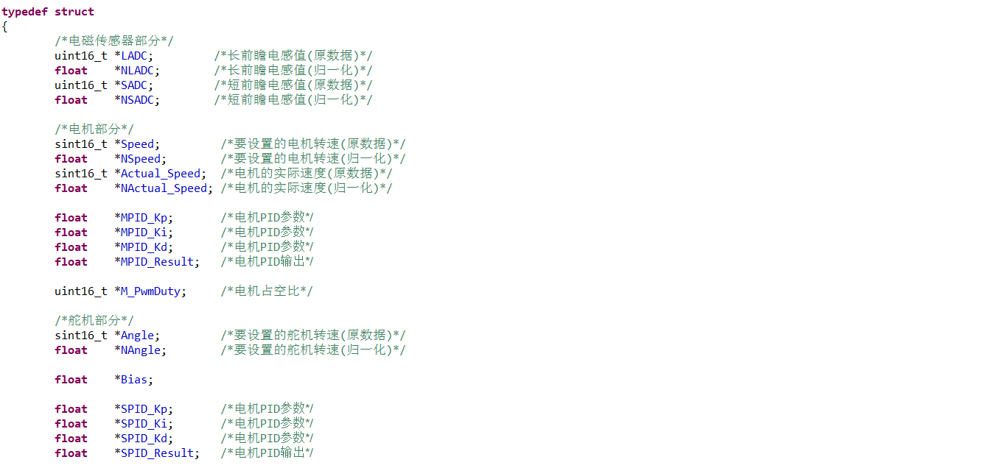 typedef struct
{
/*电磁传感器部分*/
uint16_t *LADC; /*长前瞻电感值(原数据)*/
float *NLADC; /*长前瞻电感值(归一化)*/
uint16_t *SADC; /*短前瞻电感值(原数据)*/
float *NSADC; /*短前瞻电感值(归一化)*/
/*电机部分*/
sint16_t *Speed; /*要设置的电机转速(原数据)*/
float *NSpeed; /*要设置的电机转速(归一化)*/
sint16_t *Actual_Speed; /*电机的实际速度(原数据)*/
float *NActual_Speed; /*电机的实际速度(归一化)*/
float *MPID_Kp; /*电机PID参数*/
float *MPID_Ki; /*电机PID参数*/
float *MPID_Kd; /*电机PID参数*/
float *MPID_Result; /*电机PID输出*/
uint16_t *M_PwmDuty; /*电机占空比*/
/*舵机部分*/
sint16_t *Angle; /*要设置的舵机转速(原数据)*/
float *NAngle; /*要设置的舵机转速(归一化)*/
float *Bias;
float *SPID_Kp; /*电机PID参数*/
float *SPID_Ki; /*电机PID参数*/
float *SPID_Kd; /*电机PID参数*/
float *SPID_Result; /*电机PID输出*/